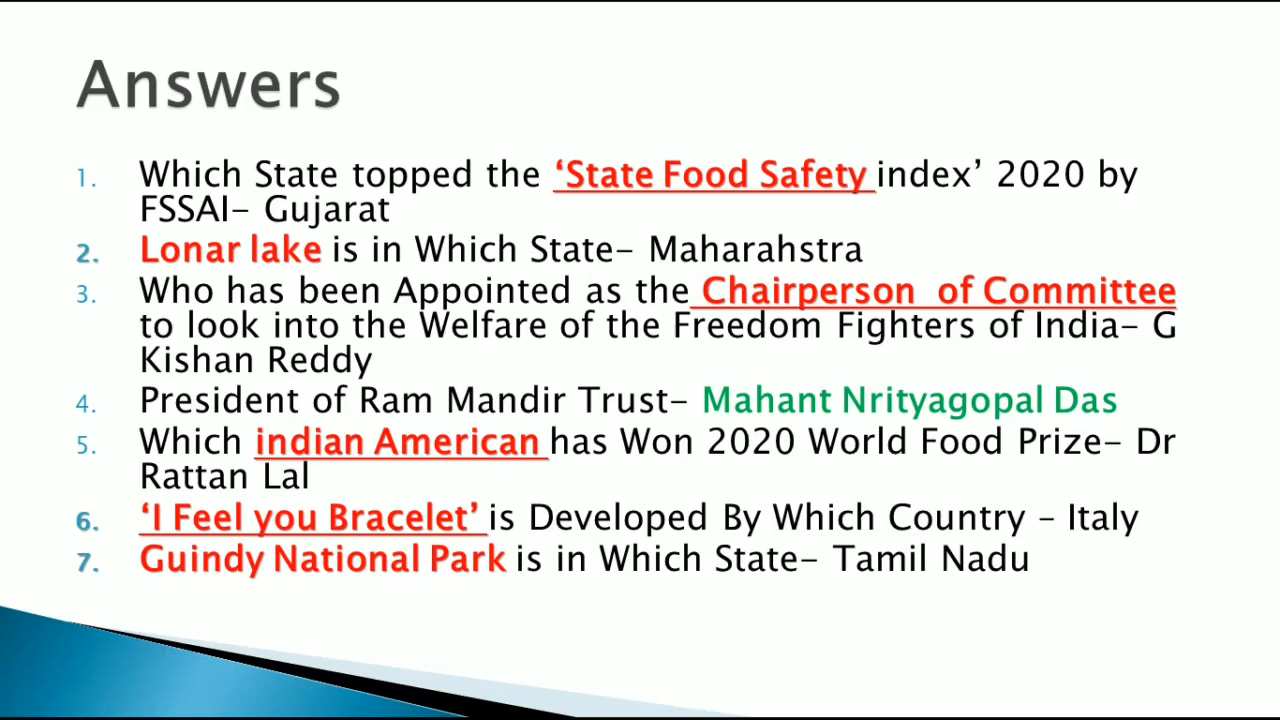 Answers
1. Which State topped the ‘State Food Safety index’ 2020 by
FSSAI- Gujarat
2. Lonar lake is in Which State- Maharahstra
3. Who has been Appointed as the Chairperson of Committee
to look into the Welfare of the Freedom Fighters of India- G
Kishan Reddy
4. President of Ram Mandir Trust- Mahant Nrityagopal Das
5. Which indian American has Won 2020 World Food Prize- Dr
Rattan Lal
6. ‘I Feel you Bracelet’ is Developed By Which Country – Italy
7. Guindy National Park is in Which State- Tamil Nadu